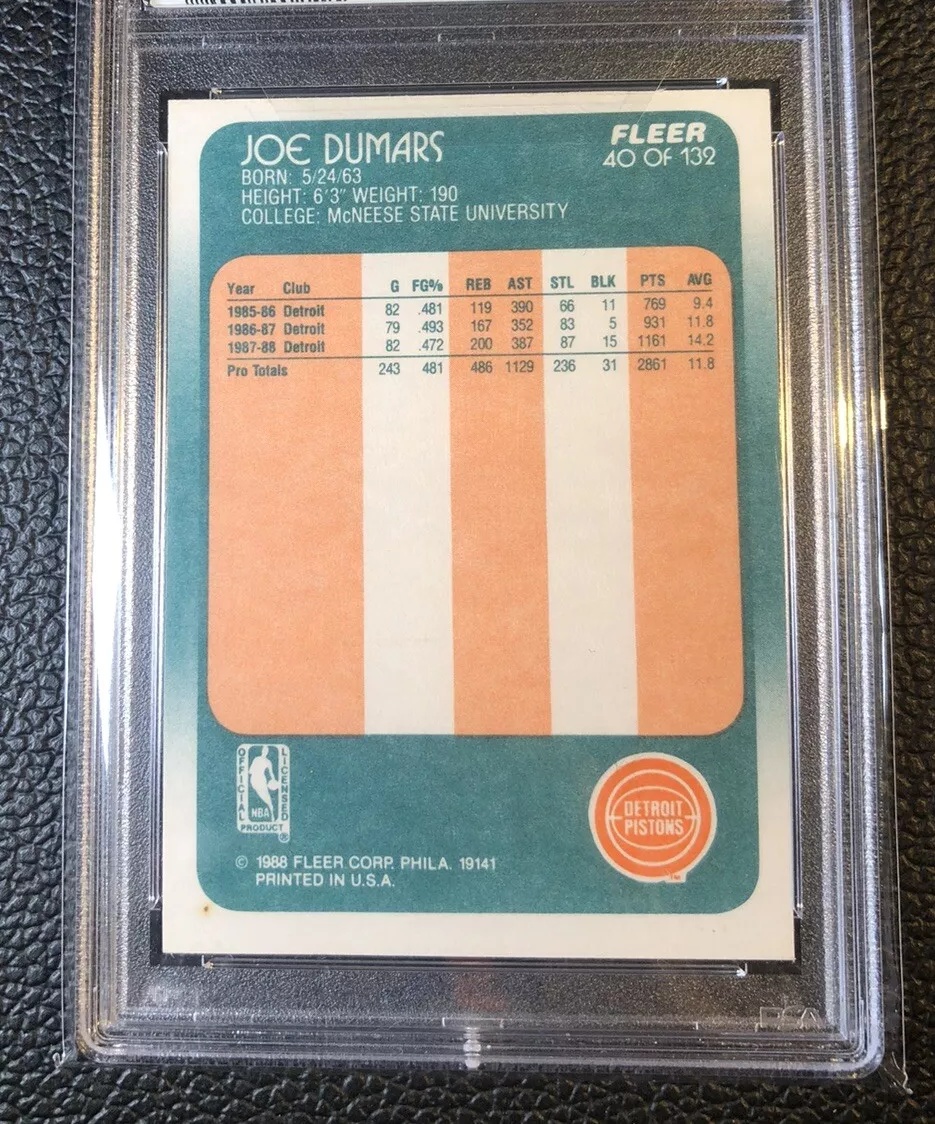 JOE DUMARS
BORN: 5/24/63
HEIGHT: 6'3" WEIGHT: 190
COLLEGE: McNEESE STATE UNIVERSITY
FLEER
40 OF 132
Year Club G FG% REB AST STL BLK PTS AVG
1985-86 Detroit 82 .481 119 390 66 11 769 9.4
1986-87 Detroit 79 .493 167 352 83 5 931 11.8
1987-88 Detroit 82 .472 200 387 87 15 1161 14.2
Pro Totals 243 481 486 1129 236 31 2861 11.8
OFFICIAL
LICENSED
NBA
PRODUCT ®
DETROIT
PISTONS
TM
© 1988 FLEER CORP. PHILA. 19141
PRINTED IN U.S.A.
PSA